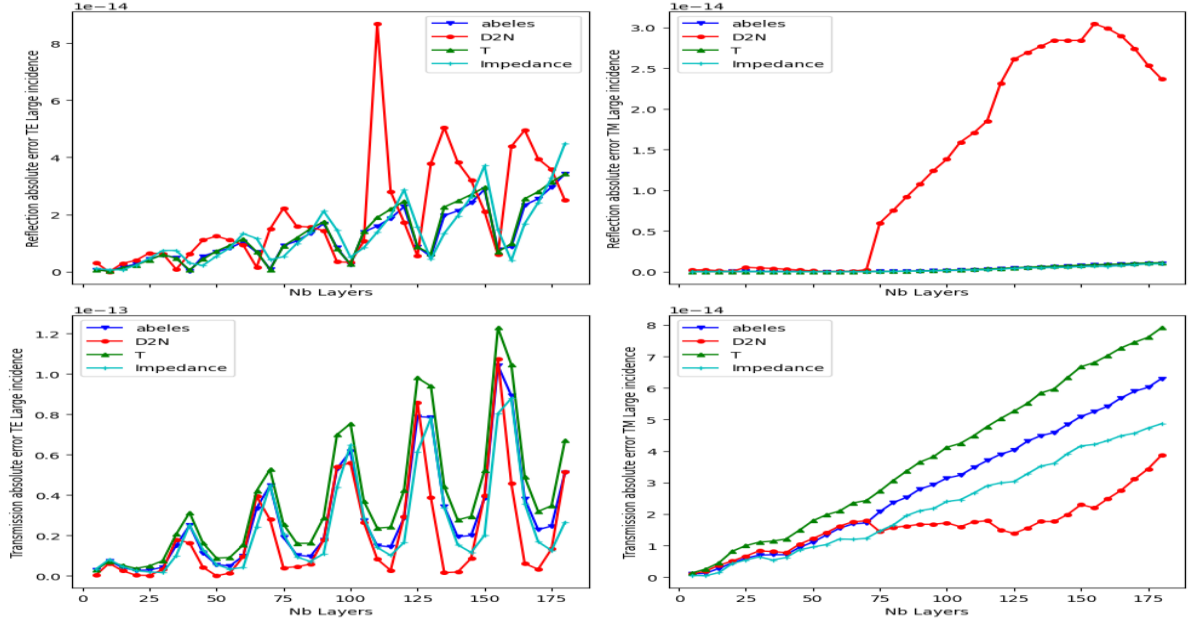 1e−14
Reflection absolute error TE Large incidence
8
6
4
2
0
abeles
D2N
T
Impedance
Nb Layers
1e−14
Reflection absolute error TM Large incidence
3.0
2.5
2.0
1.5
1.0
0.5
0.0
abeles
D2N
T
Impedance
Nb Layers
1e−13
Transmission absolute error TE Large incidence
1.2
1.0
0.8
0.6
0.4
0.2
0.0
abeles
D2N
T
Impedance
0 25 50 75 100 125 150 175
Nb Layers
1e−14
Transmission absolute error TM Large incidence
8
7
6
5
4
3
2
1
0
abeles
D2N
T
Impedance
0 25 50 75 100 125 150 175
Nb Layers